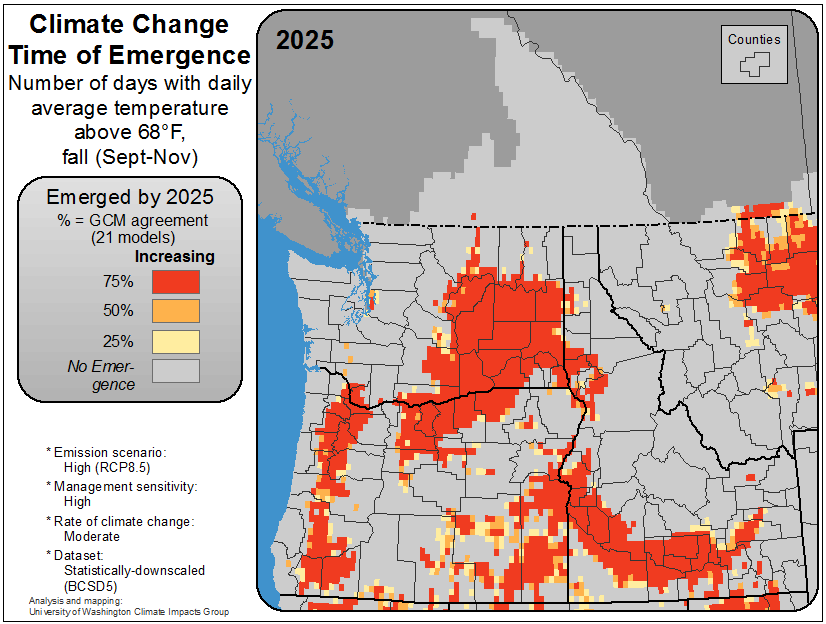 Climate Change
Time of Emergence
Number of days with daily
average temperature
above 68°F,
fall (Sept-Nov)
Emerged by 2025
% = GCM agreement
(21 models)
Increasing
75%
50%
25%
No Emer-
gence
* Emission scenario:
High (RCP8.5)
* Management sensitivity:
High
* Rate of climate change:
Moderate
* Dataset:
Statistically-downscaled
(BCSD5)
Analysis and mapping:
University of Washington Climate Impacts Group
2025
Counties